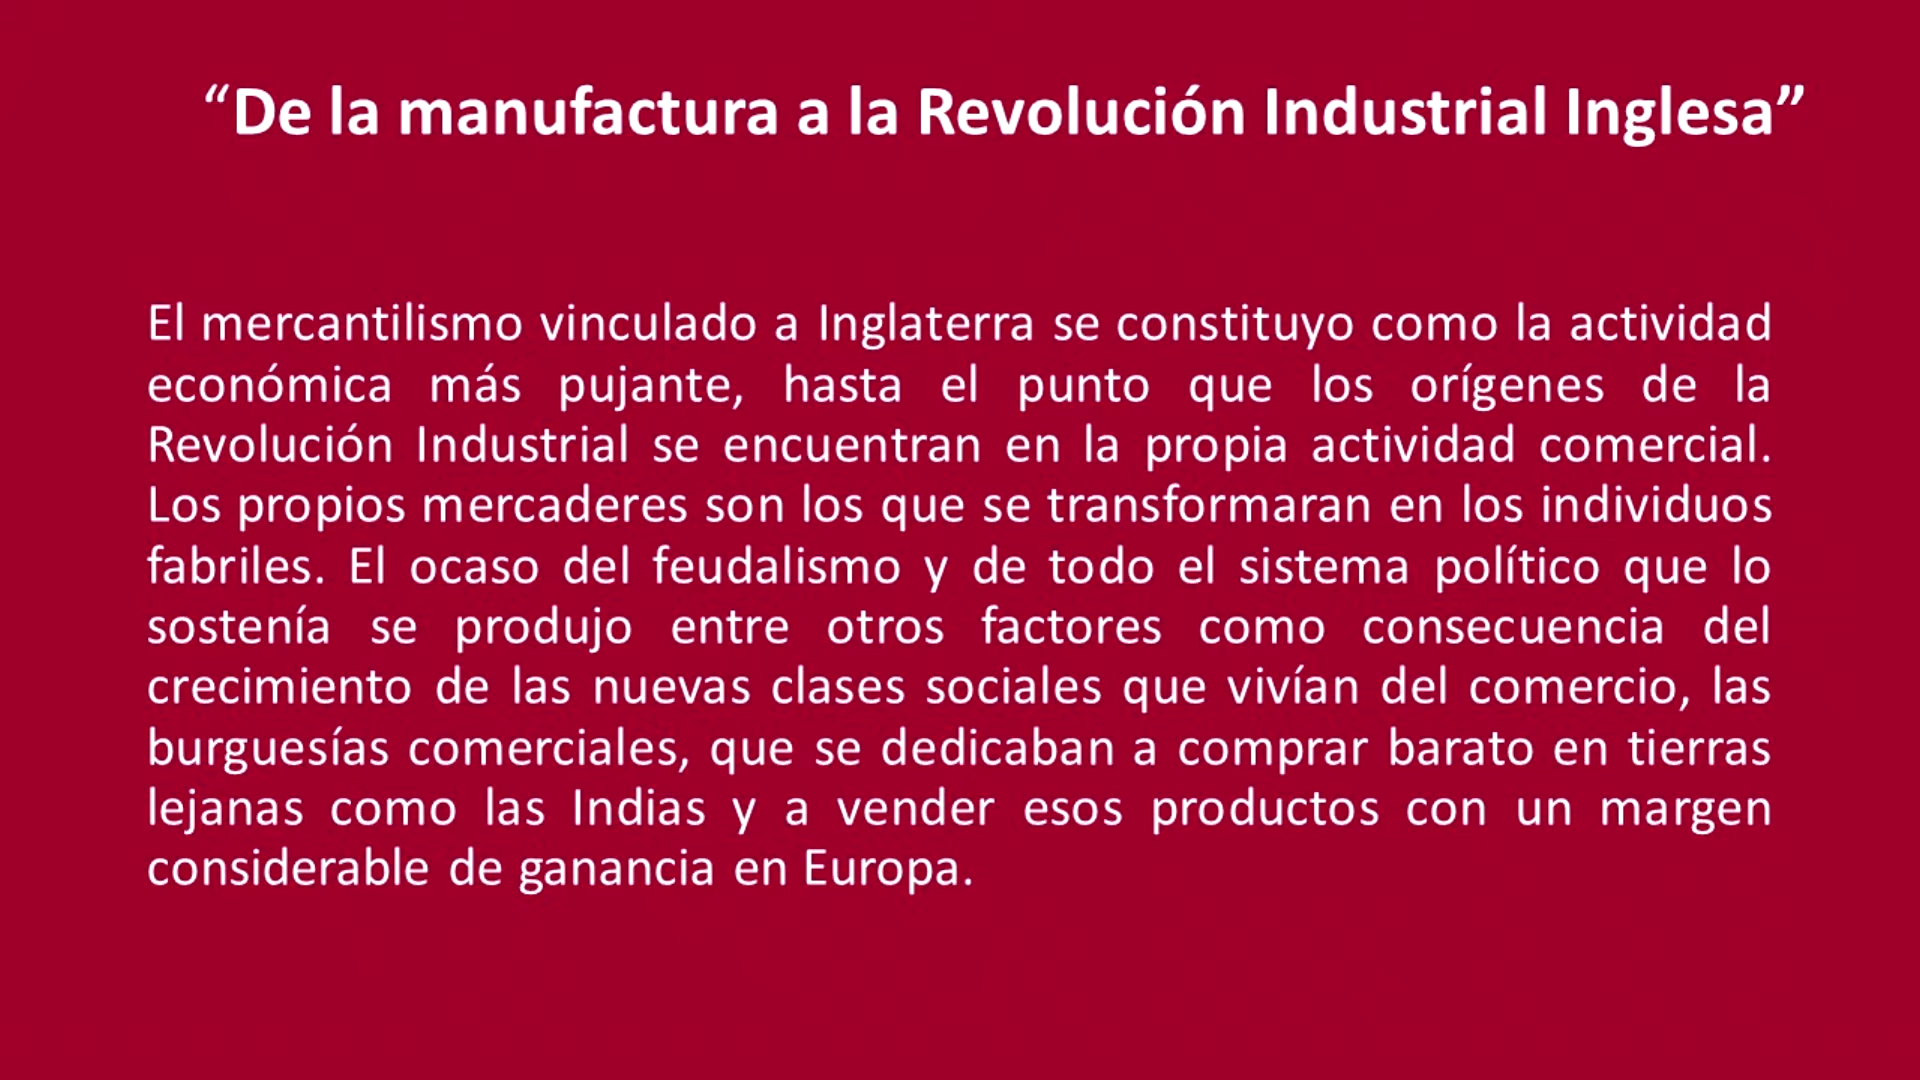 “De la manufactura a la Revolución Industrial Inglesa”
El mercantilismo vinculado a Inglaterra se constituyo como la actividad
económica más pujante, hasta el punto que los orígenes de la
Revolución Industrial se encuentran en la propia actividad comercial.
Los propios mercaderes son los que se transformaran en los individuos
fabriles. El ocaso del feudalismo y de todo el sistema político que lo
sostenía se produjo entre otros factores como consecuencia del
crecimiento de las nuevas clases sociales que vivían del comercio, las
burguesías comerciales, que se dedicaban a comprar barato en tierras
lejanas como las Indias y a vender esos productos con un margen
considerable de ganancia en Europa.